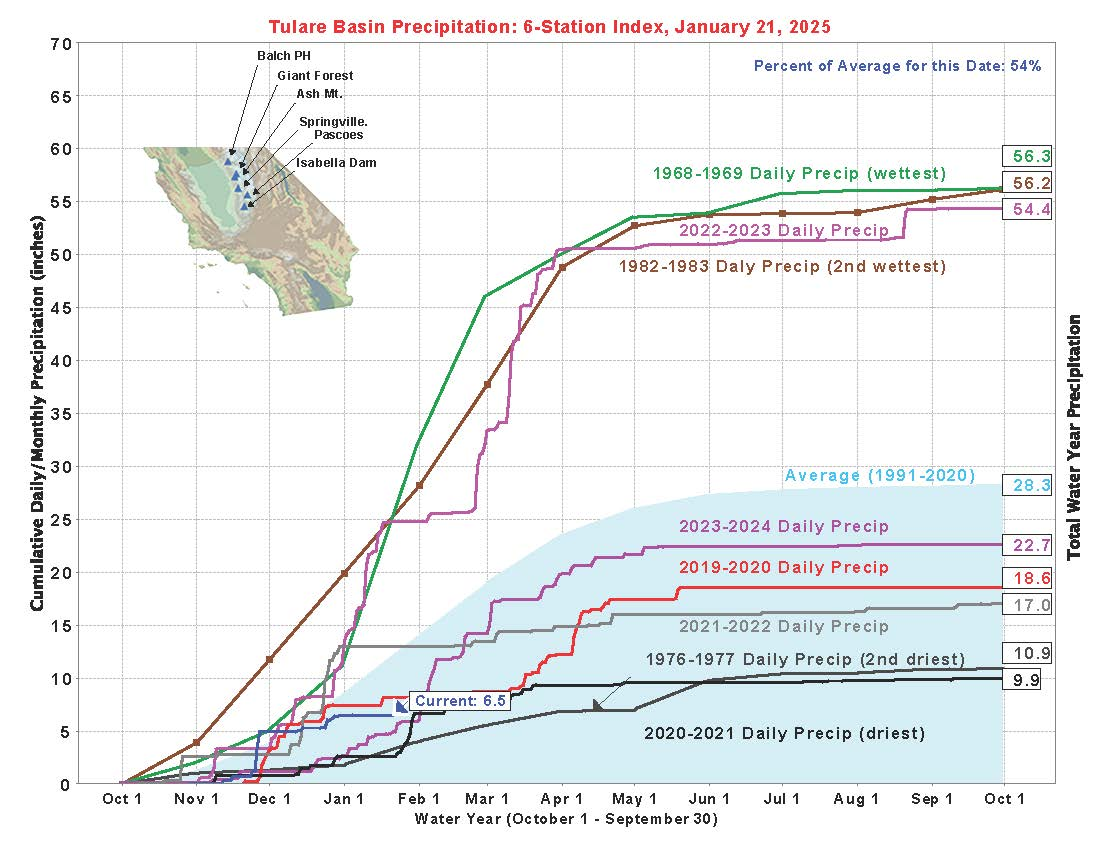 Tulare Basin Precipitation: 6-Station Index, January 21, 2025
Percent of Average for this Date: 54%
Balch PH
Giant Forest
Ash Mt.
Springville.
Pascoes
Isabella Dam
Cumulative Daily/Monthly Precipitation (inches)
70
65
60
55
50
45
40
35
30
25
20
15
10
5
0
1968-1969 Daily Precip (wettest)
2022-2023 Daily Precip
1982-1983 Daly Precip (2nd wettest)
Average (1991-2020)
2023-2024 Daily Precip
2019-2020 Daily Precip
2021-2022 Daily Precip
1976-1977 Daily Precip (2nd driest)
Current: 6.5
2020-2021 Daily Precip (driest)
56.3
56.2
54.4
28.3
22.7
18.6
17.0
10.9
9.9
Total Water Year Precipitation
Oct 1 Nov 1 Dec 1 Jan 1 Feb 1 Mar 1 Apr 1 May 1 Jun 1 Jul 1 Aug 1 Sep 1 Oct 1
Water Year (October 1 - September 30)